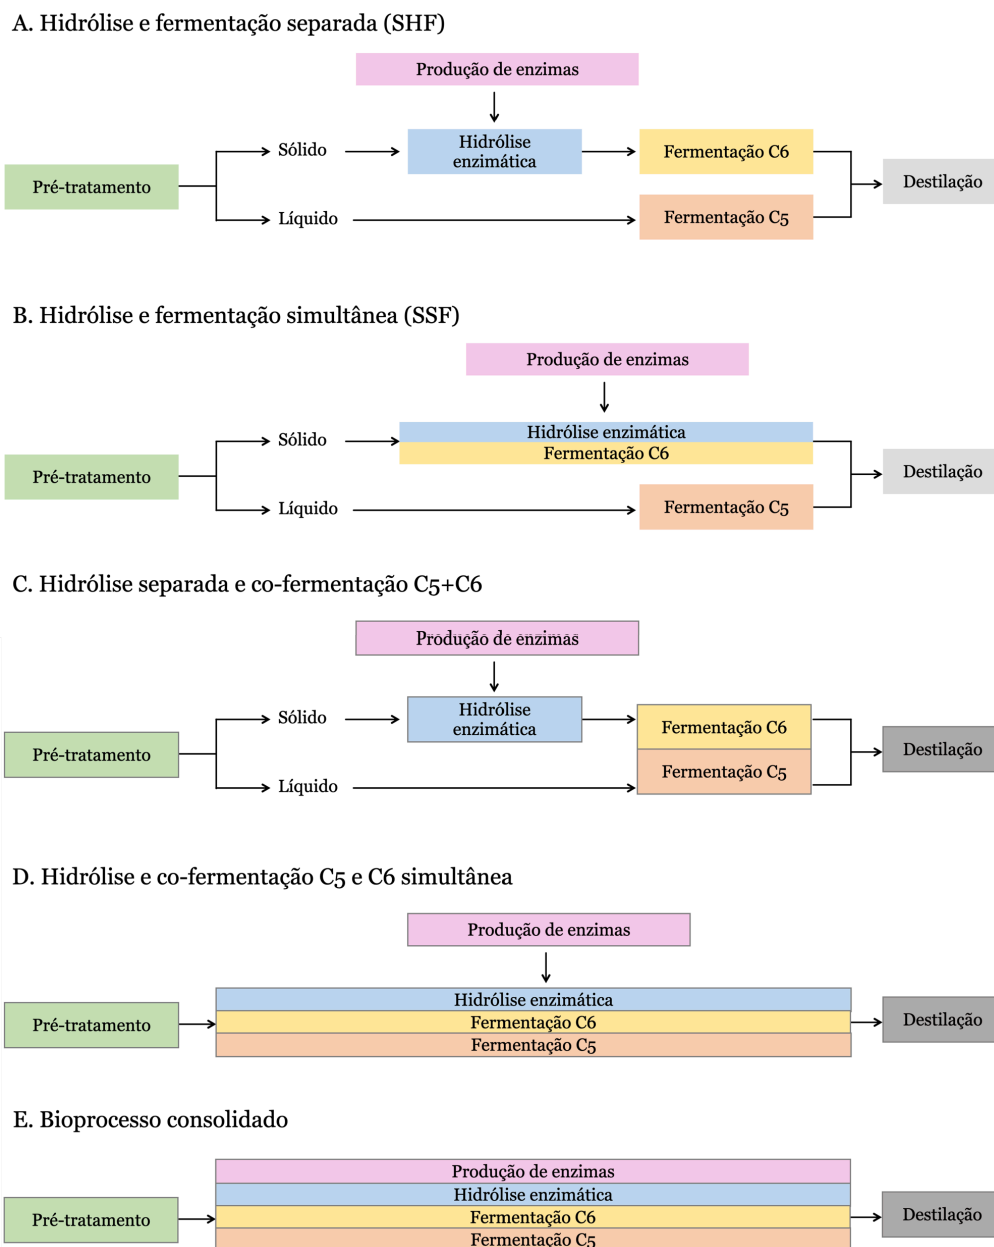 A. Hidrólise e fermentação separada (SHF)
Produção de enzimas
Pré-tratamento
Sólido
Hidrólise
enzimática
Fermentação C6
Líquido
Fermentação C5
Destilação
B. Hidrólise e fermentação simultânea (SSF)
Produção de enzimas
Pré-tratamento
Sólido
Hidrólise enzimática
Fermentação C6
Líquido
Fermentação C5
Destilação
C. Hidrólise separada e co-fermentação C5+C6
Produção de enzimas
Pré-tratamento
Sólido
Hidrólise
enzimática
Fermentação C6
Líquido
Fermentação C5
Destilação
D. Hidrólise e co-fermentação C5 e C6 simultânea
Produção de enzimas
Pré-tratamento
Hidrólise enzimática
Fermentação C6
Fermentação C5
Destilação
E. Bioprocesso consolidado
Pré-tratamento
Produção de enzimas
Hidrólise enzimática
Fermentação C6
Fermentação C5
Destilação